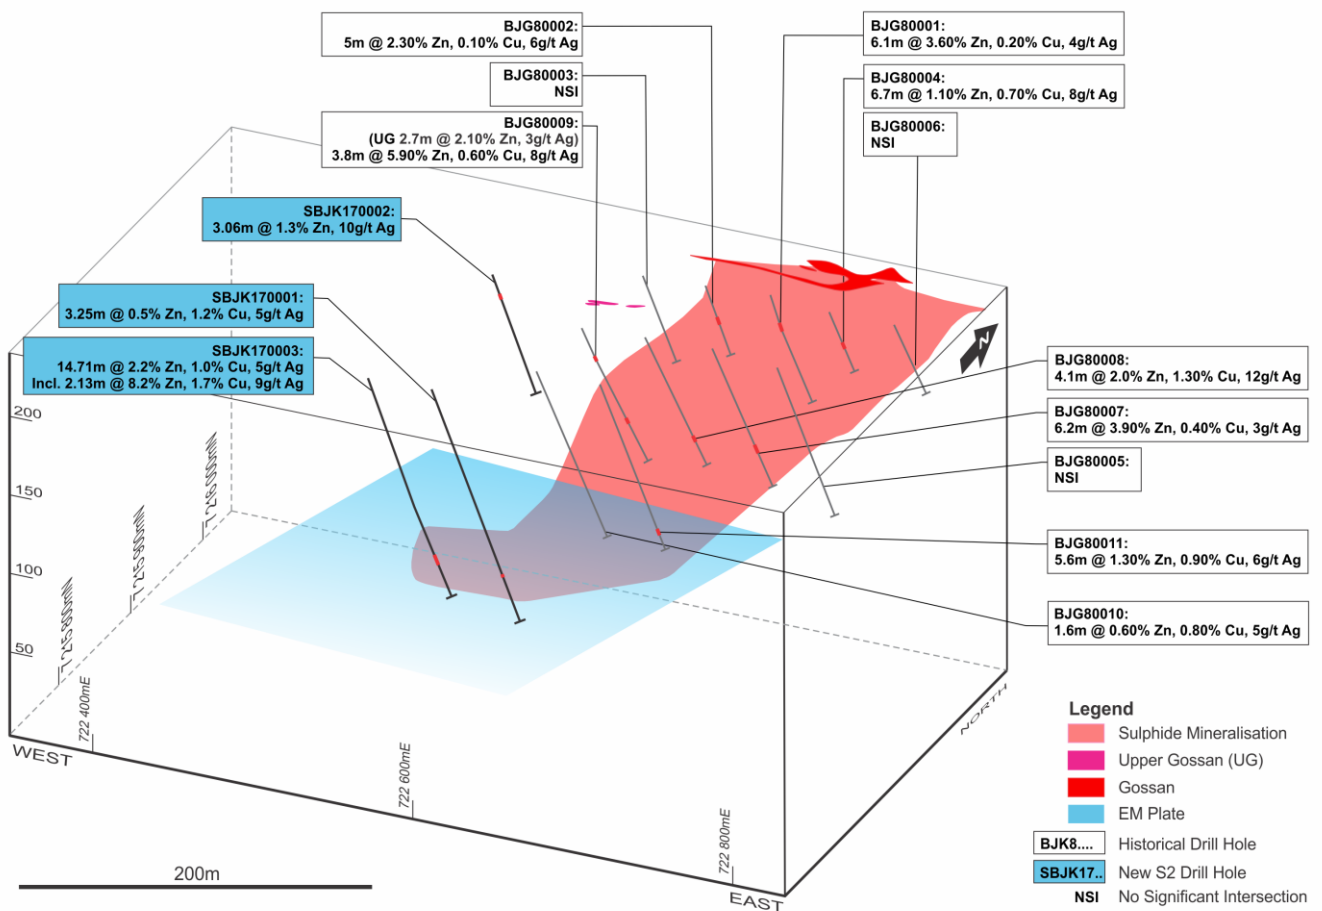 BJG80002:
5m @ 2.30% Zn, 0.10% Cu, 6g/t Ag
BJG80003:
NSI
BJG80009:
(UG 2.7m @ 2.10% Zn, 3g/t Ag)
3.8m @ 5.90% Zn, 0.60% Cu, 8g/t Ag
BJG80001:
6.1m @ 3.60% Zn, 0.20% Cu, 4g/t Ag
BJG80004:
6.7m @ 1.10% Zn, 0.70% Cu, 8g/t Ag
BJG80006:
NSI
SBJK170002:
3.06m @ 1.3% Zn, 10g/t Ag
SBJK170001:
3.25m @ 0.5% Zn, 1.2% Cu, 5g/t Ag
SBJK170003:
14.71m @ 2.2% Zn, 1.0% Cu, 5g/t Ag
Incl. 2.13m @ 8.2% Zn, 1.7% Cu, 9g/t Ag
N
BJG80008:
4.1m @ 2.0% Zn, 1.30% Cu, 12g/t Ag
BJG80007:
6.2m @ 3.90% Zn, 0.40% Cu, 3g/t Ag
BJG80005:
NSI
BJG80011:
5.6m @ 1.30% Zn, 0.90% Cu, 6g/t Ag
BJG80010:
1.6m @ 0.60% Zn, 0.80% Cu, 5g/t Ag
200
150
100
50
7 216 000mN
7 215 900mN
7 215 800mN
722 400mE
722 600mE
722 800mE
WEST
EAST
NORTH
200m
Legend
Sulphide Mineralisation
Upper Gossan (UG)
Gossan
EM Plate
BJK8.... Historical Drill Hole
SBJK17.. New S2 Drill Hole
NSI No Significant Intersection